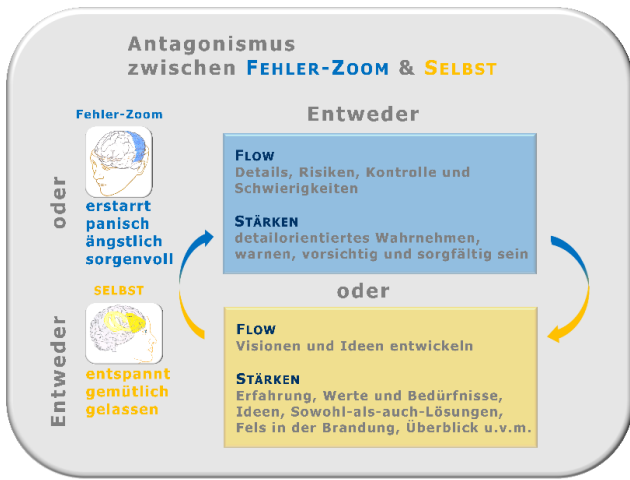 Antagonismus
zwischen FEHLER-ZOOM & SELBST
Fehler-Zoom
Entweder
oder
erstarrt
panisch
ängstlich
sorgenvoll
FLOW
Details, Risiken, Kontrolle und
Schwierigkeiten
STÄRKEN
detailorientiertes Wahrnehmen,
warnen, vorsichtig und sorgfältig sein
SELBST
oder
Entweder
entspannt
gemütlich
gelassen
FLOW
Visionen und Ideen entwickeln
STÄRKEN
Erfahrung, Werte und Bedürfnisse,
Ideen, Sowohl-als-auch-Lösungen,
Fels in der Brandung, Überblick u.v.m.